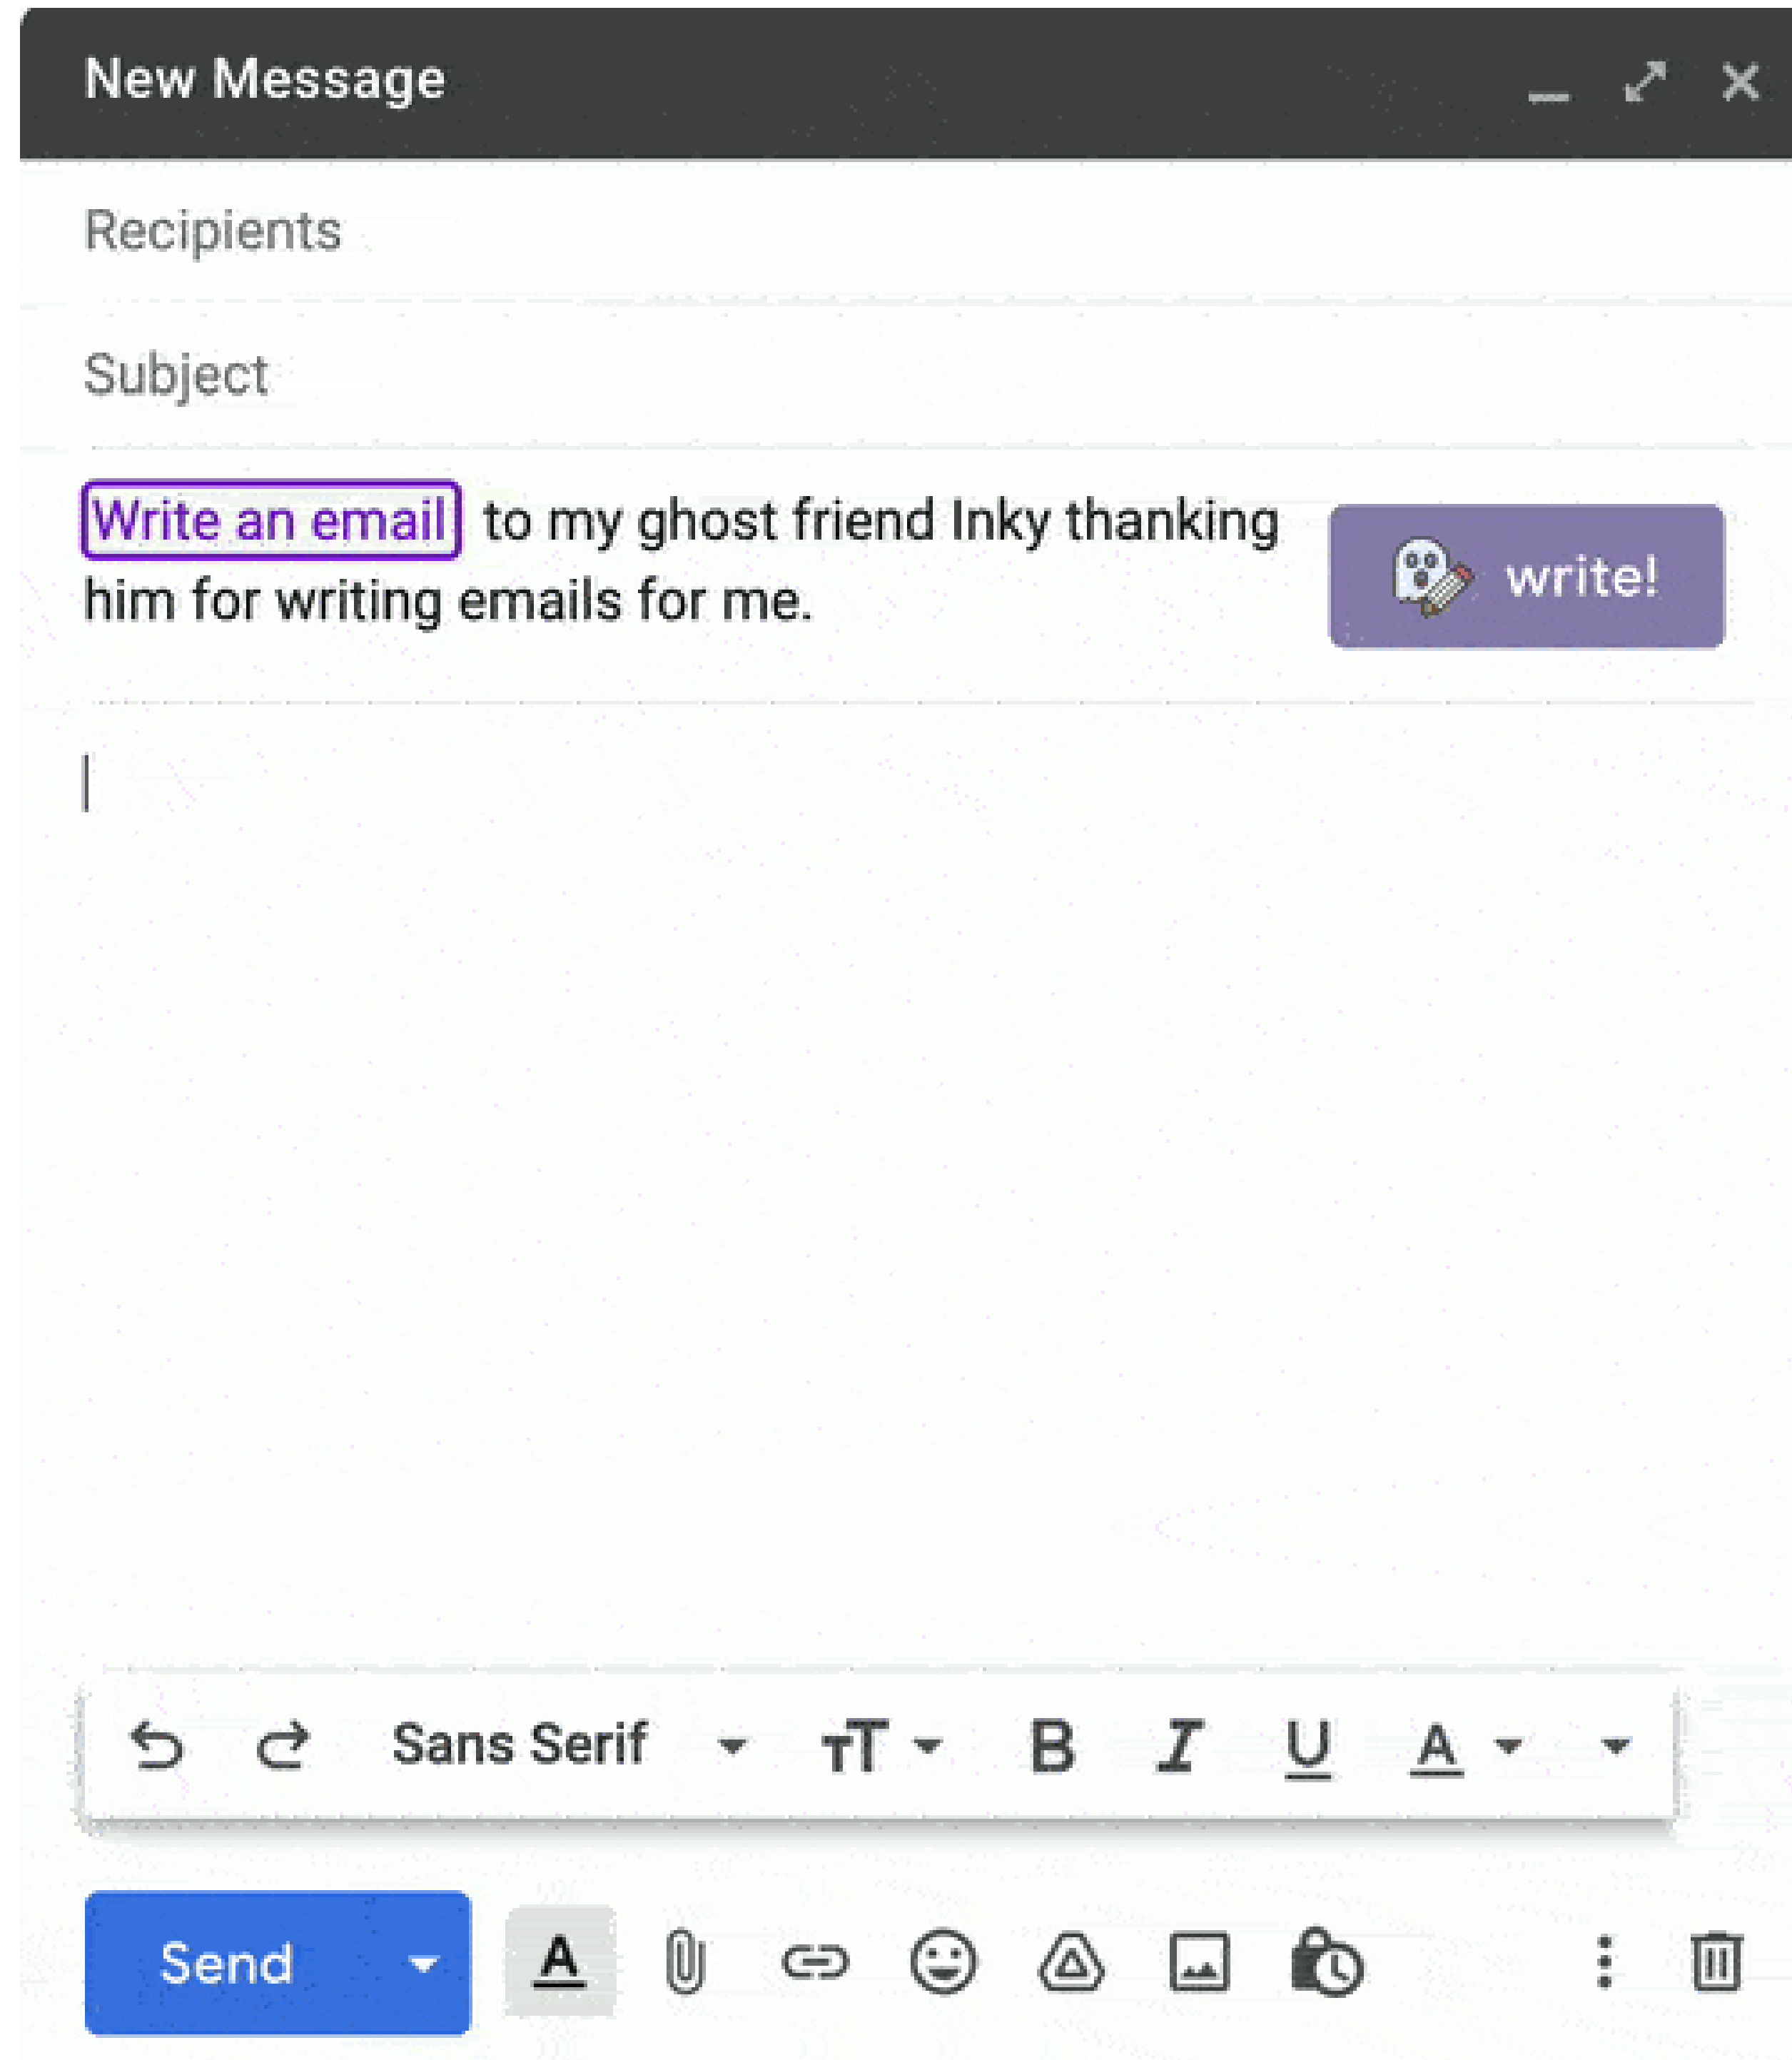 New Message
Recipients
Subject
Write an email to my ghost friend Inky thanking
him for writing emails for me.
write!
Sans Serif TT B I U A
Send A